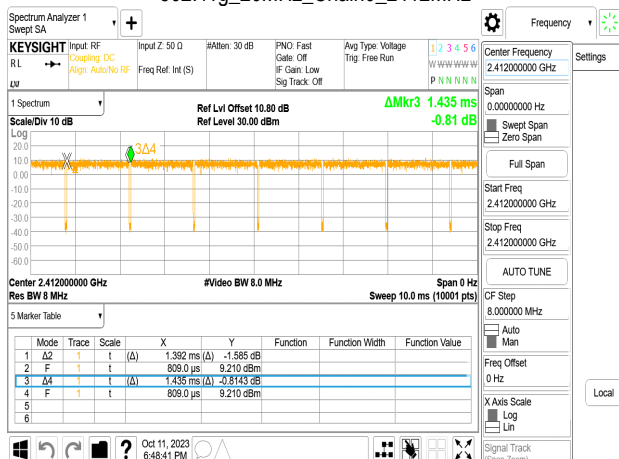 Spectrum Analyzer 1
Swept SA
Frequency
Settings
KEYSIGHT Input: RF Input Z: 50 Ω #Atten: 30 dB PNO: Fast Avg Type: Voltage 1 2 3 4 5 6
RL Coupling: DC Gate: Off Trig: Free Run W W W W W W
Align: Auto/No RF Freq Ref: Int (S) IF Gain: Low
Sig Track: Off P N N N N N
1 Spectrum Ref Lvl Offset 10.80 dB ΔMkr3 1.435 ms
Scale/Div 10 dB Ref Level 30.00 dBm -0.81 dB
Log
20.0
10.0
0.00
-10.0
-20.0
-30.0
-40.0
-50.0
-60.0
3Δ4
Center 2.412000000 GHz #Video BW 8.0 MHz Span 0 Hz
Res BW 8 MHz Sweep 10.0 ms (10001 pts)
5 Marker Table
Mode Trace Scale X Y Function Function Width Function Value
1 Δ2 1 t (Δ) 1.392 ms (Δ) -1.585 dB
2 F 1 t 809.0 µs 9.210 dBm
3 Δ4 1 t (Δ) 1.435 ms (Δ) -0.8143 dB
4 F 1 t 809.0 µs 9.210 dBm
5
6
Oct 11, 2023
6:48:41 PM
Center Frequency
2.412000000 GHz
Span
0.00000000 Hz
Swept Span
Zero Span
Full Span
Start Freq
2.412000000 GHz
Stop Freq
2.412000000 GHz
AUTO TUNE
CF Step
8.000000 MHz
Auto
Man
Freq Offset
0 Hz
X Axis Scale
Log
Lin
Signal Track
Local